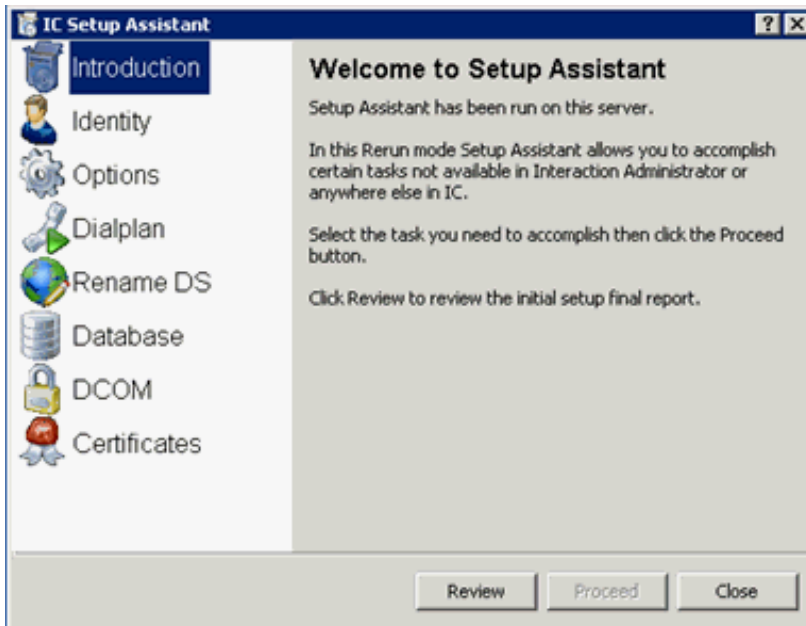 IC Setup Assistant
Introduction
Identity
Options
Dialplan
Rename DS
Database
DCOM
Certificates
Welcome to Setup Assistant
Setup Assistant has been run on this server.
In this Rerun mode Setup Assistant allows you to accomplish
certain tasks not available in Interaction Administrator or
anywhere else in IC.
Select the task you need to accomplish then click the Proceed
button.
Click Review to review the initial setup final report.
Review
Proceed
Close